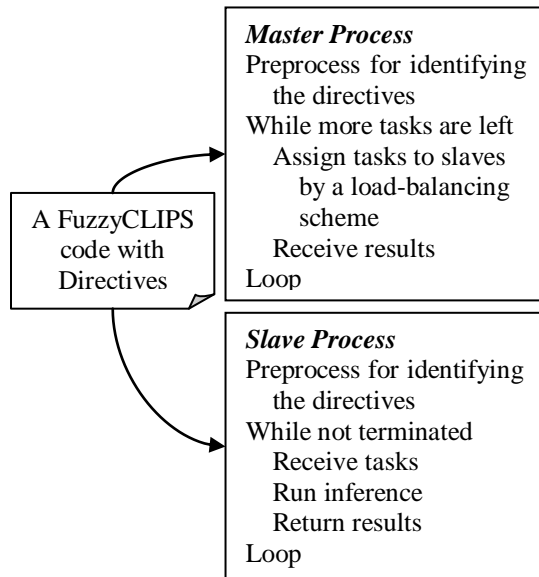 Master Process
Preprocess for identifying
the directives
While more tasks are left
Assign tasks to slaves
by a load-balancing
scheme
Receive results
Loop
A FuzzyCLIPS
code with
Directives
Slave Process
Preprocess for identifying
the directives
While not terminated
Receive tasks
Run inference
Return results
Loop